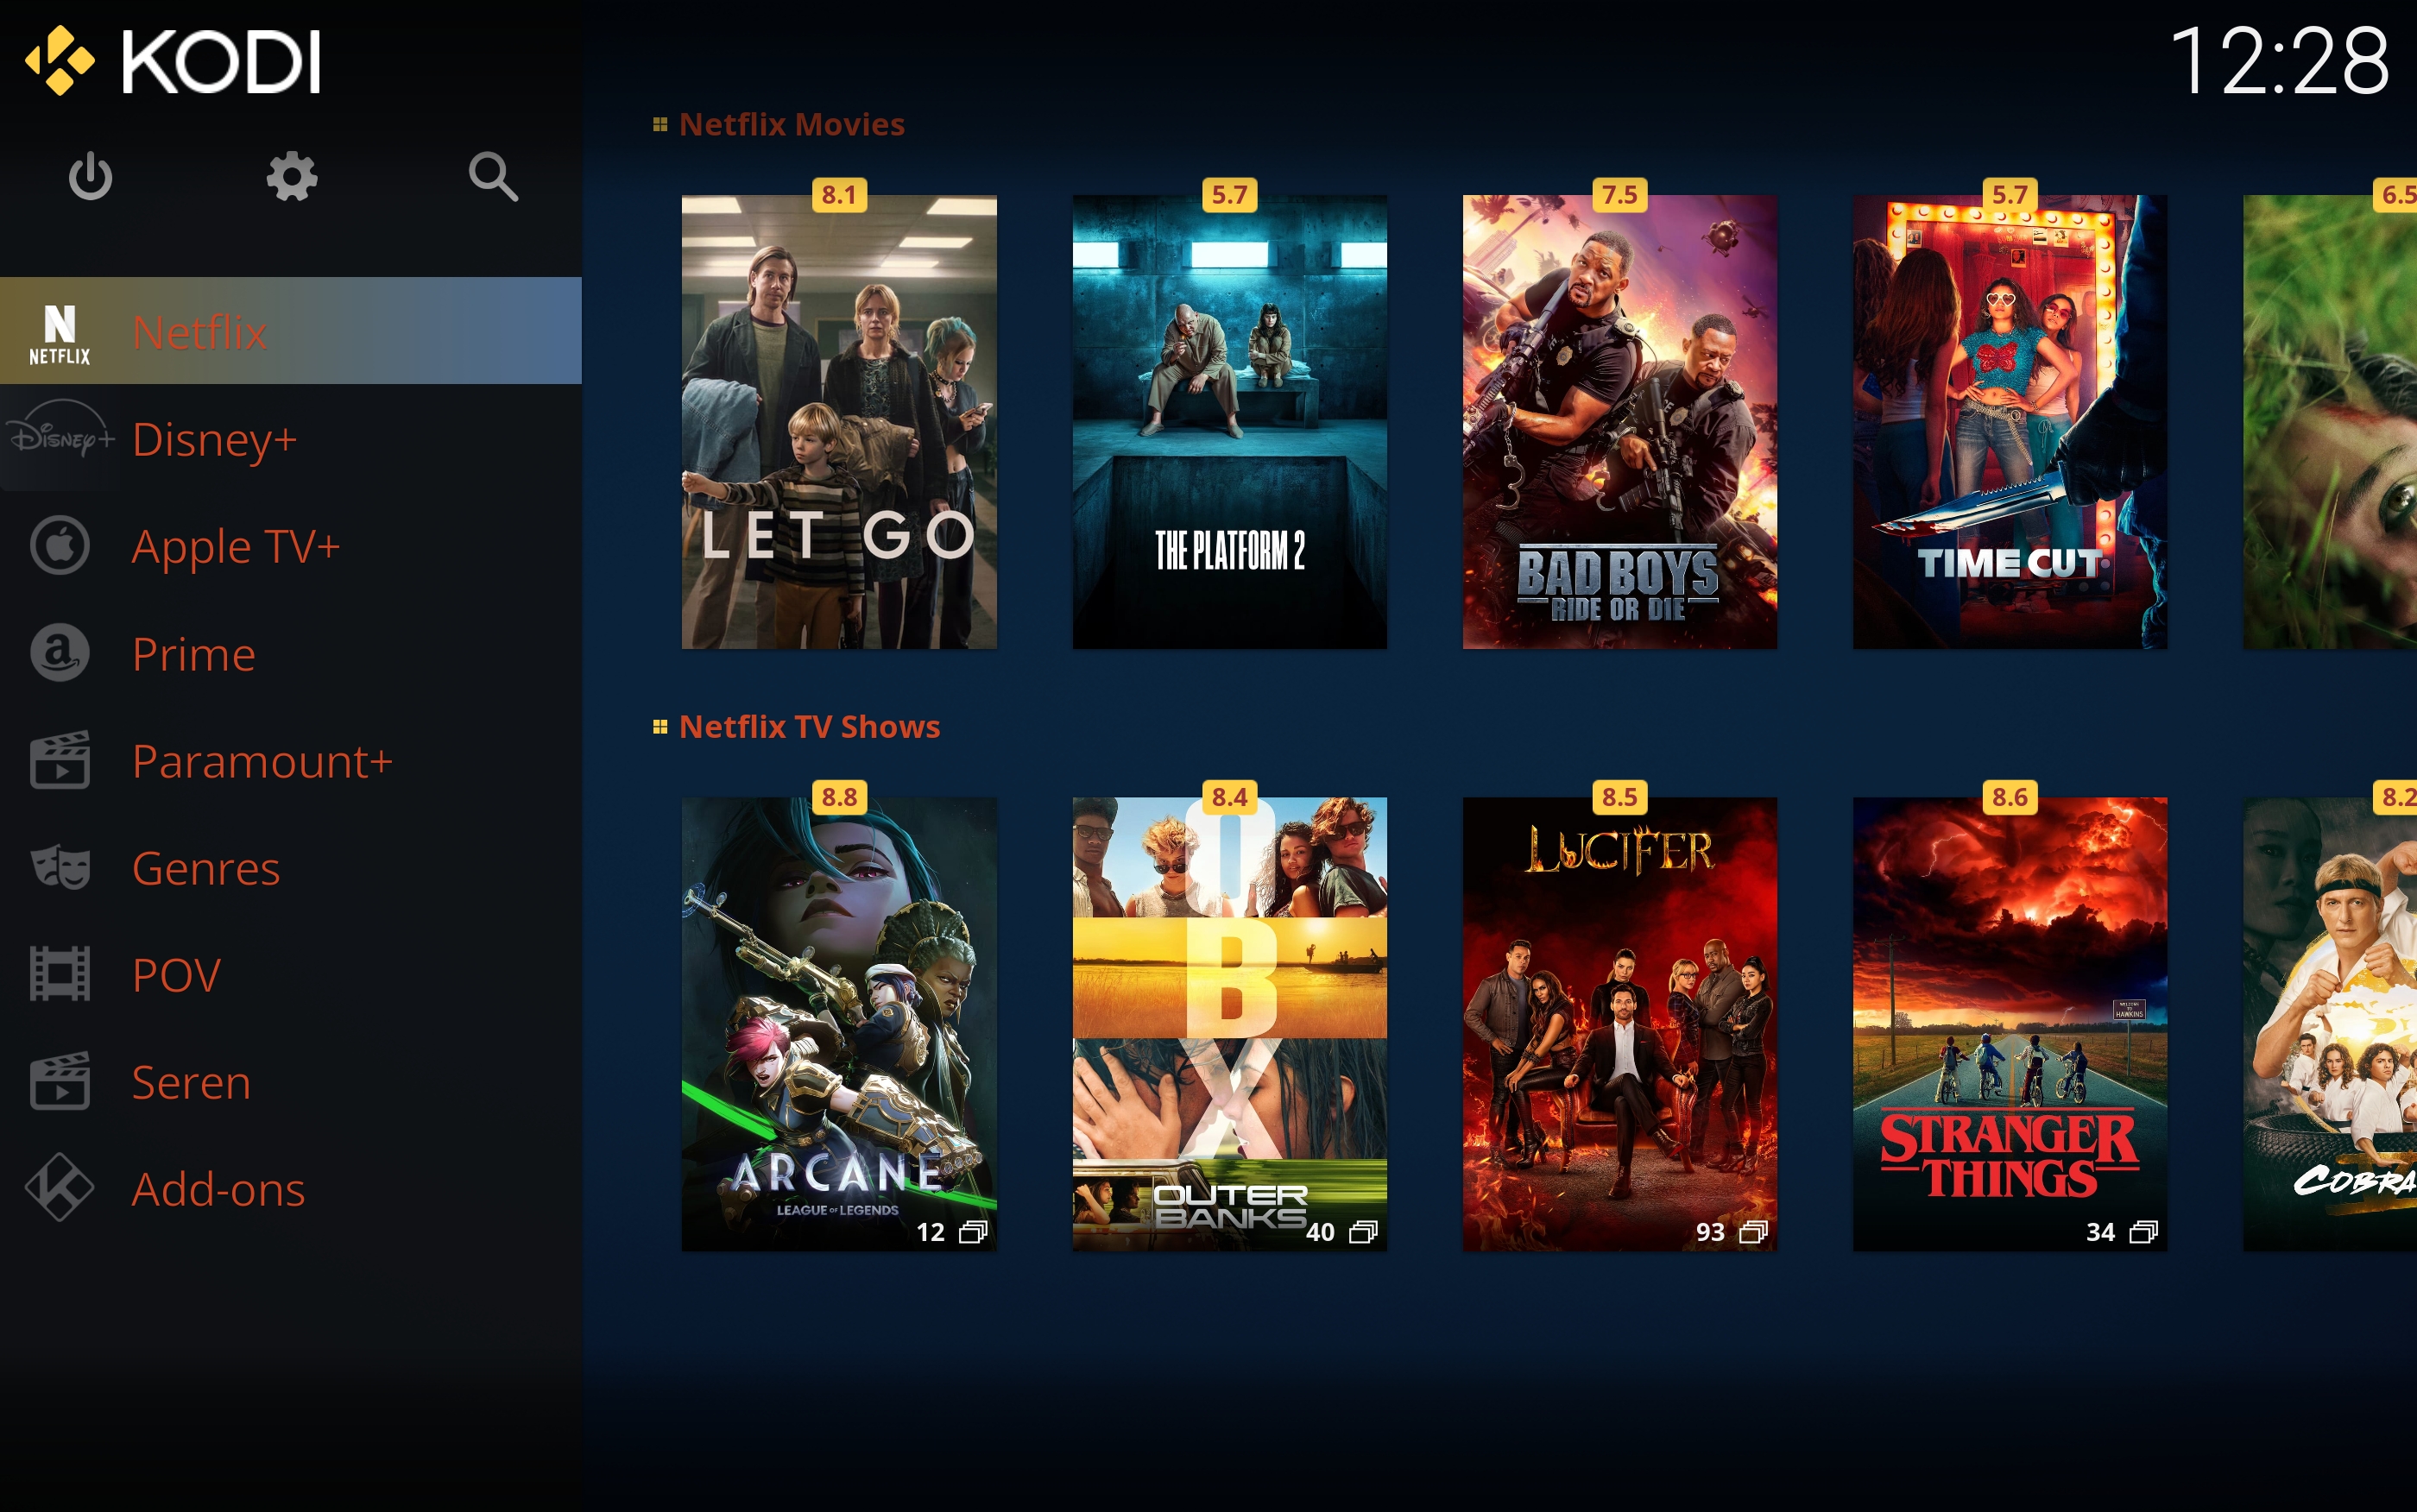 KODI
12:28
NETFLIX
Netflix
Disney+
Disney+
Apple TV+
a
Prime
Paramount+
Genres
POV
Seren
Add-ons
Netflix Movies
8.1
5.7
7.5
5.7
6.5
LET GO
THE PLATFORM 2
BAD BOYS
RIDE OR DIE
TIME CUT
Netflix TV Shows
8.8
8.4
8.5
8.6
8.2
ARCANE
LEAGUE OF LEGENDS
12
O
B
X
OUTER
BANKS
40
LUCIFER
93
WELCOME
TO
HAWKINS
STRANGER
THINGS
34
COBRA